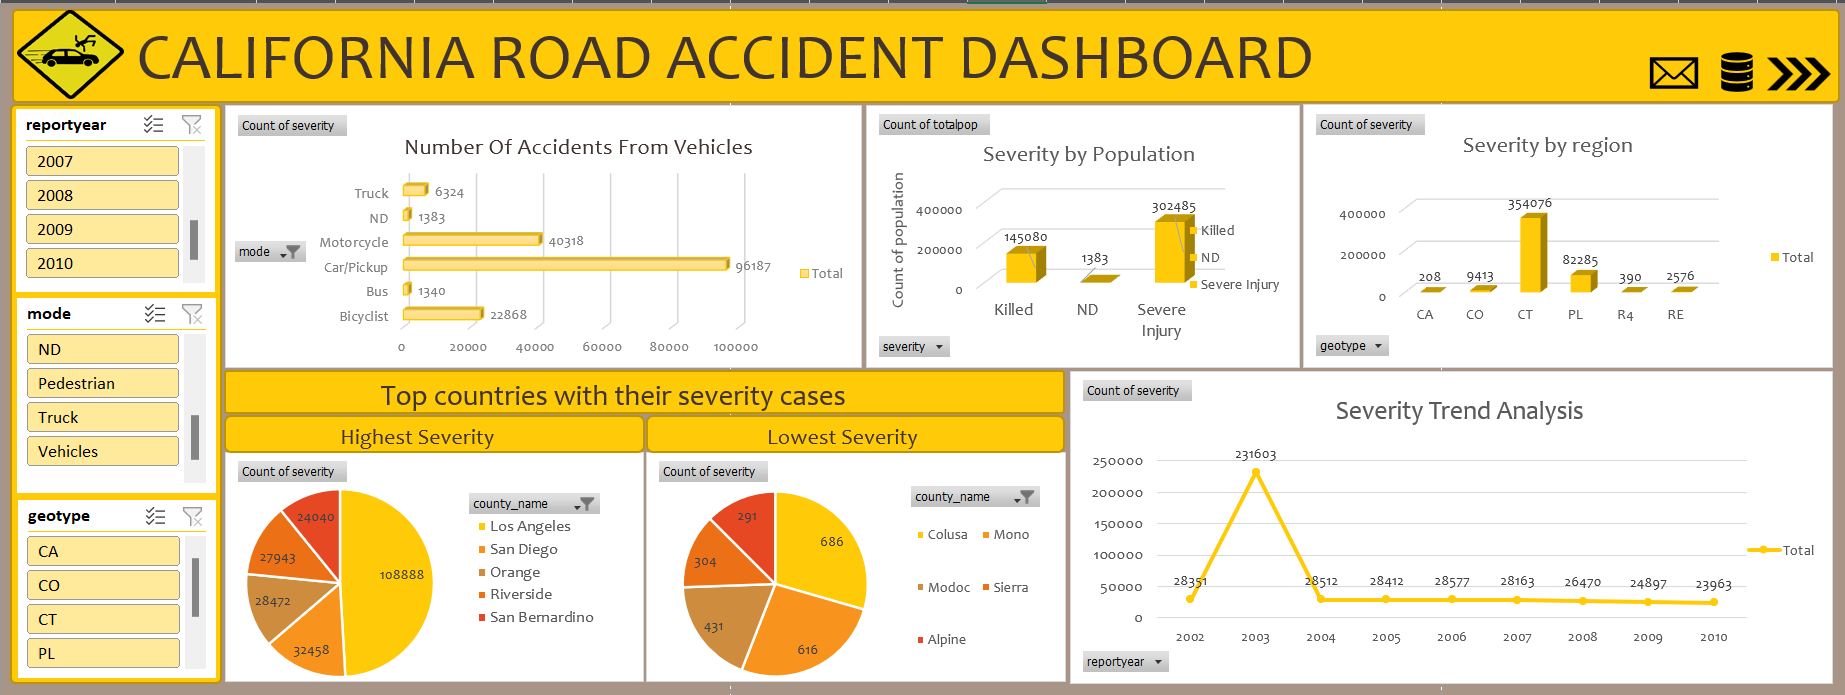 CALIFORNIA ROAD ACCIDENT DASHBOARD
reportyear
2007
2008
2009
2010
mode
ND
Pedestrian
Truck
Vehicles
geotype
CA
CO
CT
PL
Count of severity
Number Of Accidents From Vehicles
mode
Truck 6324
ND 1383
Motorcycle 40318
Car/Pickup 96187
Bus 1340
Bicyclist 22868
0 20000 40000 60000 80000 100000
Total
Count of totalpop
Severity by Population
Count of population
400000
200000
0
145080 1383 302485
Killed ND Severe Injury
Killed
ND
Severe Injury
severity
Count of severity
Severity by region
400000
200000
0
208 9413 354076 82285 390 2576
CA CO CT PL R4 RE
Total
geotype
Top countries with their severity cases
Highest Severity
Count of severity
24040
27943
28472
32458
108888
county_name
Los Angeles
San Diego
Orange
Riverside
San Bernardino
Lowest Severity
Count of severity
291
304
431
616
686
county_name
Colusa Mono
Modoc Sierra
Alpine
Count of severity
Severity Trend Analysis
250000
200000
150000
100000
50000
0
28351 231603 28512 28412 28577 28163 26470 24897 23963
2002 2003 2004 2005 2006 2007 2008 2009 2010
Total
reportyear